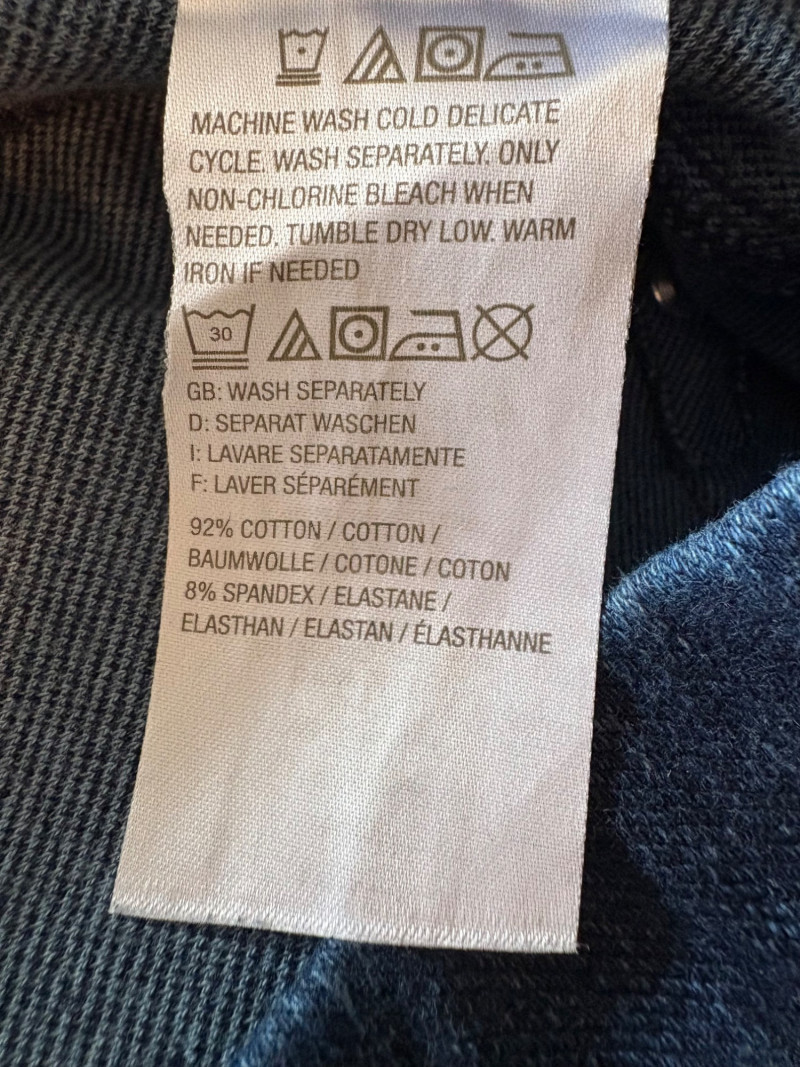 MACHINE WASH COLD DELICATE
CYCLE. WASH SEPARATELY. ONLY
NON-CHLORINE BLEACH WHEN
NEEDED. TUMBLE DRY LOW. WARM
IRON IF NEEDED
30
GB: WASH SEPARATELY
D: SEPARAT WASCHEN
I: LAVARE SEPARATAMENTE
F: LAVER SÉPARÉMENT
92% COTTON / COTTON /
BAUMWOLLE / COTONE / COTON
8% SPANDEX / ELASTANE /
ELASTHAN / ELASTAN / ÉLASTHANNE